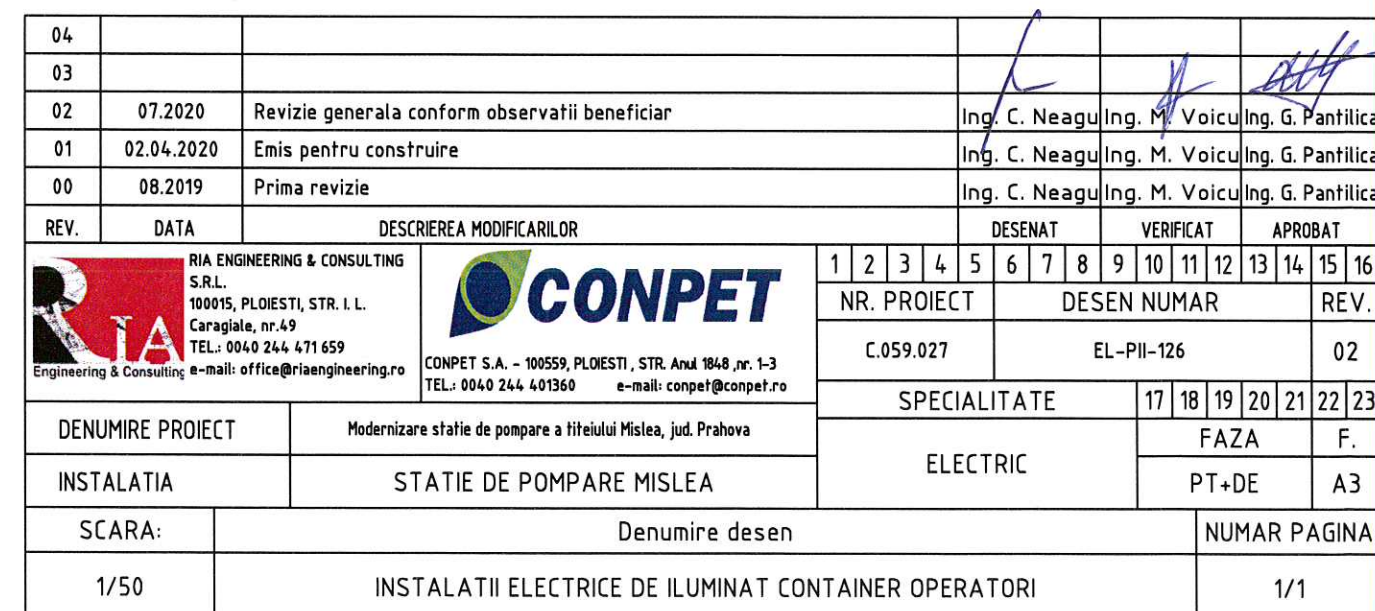 04
03
02 07.2020 Revizie generala conform observatii beneficiar Ing. C. Neagu Ing. M. Voicu Ing. G. Pantilica
01 02.04.2020 Emis pentru construire Ing. C. Neagu Ing. M. Voicu Ing. G. Pantilica
00 08.2019 Prima revizie Ing. C. Neagu Ing. M. Voicu Ing. G. Pantilica
REV. DATA DESCRIEREA MODIFICARILOR DESENAT VERIFICAT APROBAT
RIA
Engineering & Consulting
RIA ENGINEERING & CONSULTING
S.R.L.
100015, PLOIESTI, STR. I. L.
Caragiale, nr.49
TEL.: 0040 244 471 659
e-mail: office@riaengineering.ro
CONPET
CONPET S.A. - 100559, PLOIESTI , STR. Anul 1848 ,nr. 1-3
TEL.: 0040 244 401360 e-mail: conpet@conpet.ro
1 2 3 4 5 6 7 8 9 10 11 12 13 14 15 16
NR. PROIECT DESEN NUMAR REV.
C.059.027 EL-PII-126 02
SPECIALITATE 17 18 19 20 21 22 23
DENUMIRE PROIECT Modernizare statie de pompare a titeiului Mislea, jud. Prahova
FAZA F.
ELECTRIC
INSTALATIA STATIE DE POMPARE MISLEA
PT+DE A3
SCARA: Denumire desen NUMAR PAGINA
1/50 INSTALATII ELECTRICE DE ILUMINAT CONTAINER OPERATORI 1/1